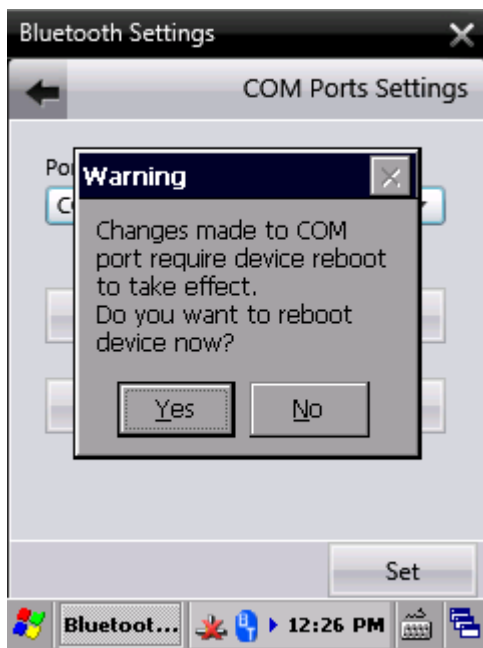 Bluetooth Settings
COM Ports Settings
Warning
Changes made to COM
port require device reboot
to take effect.
Do you want to reboot
device now?
Yes
No
Set
Bluetoot...
12:26 PM